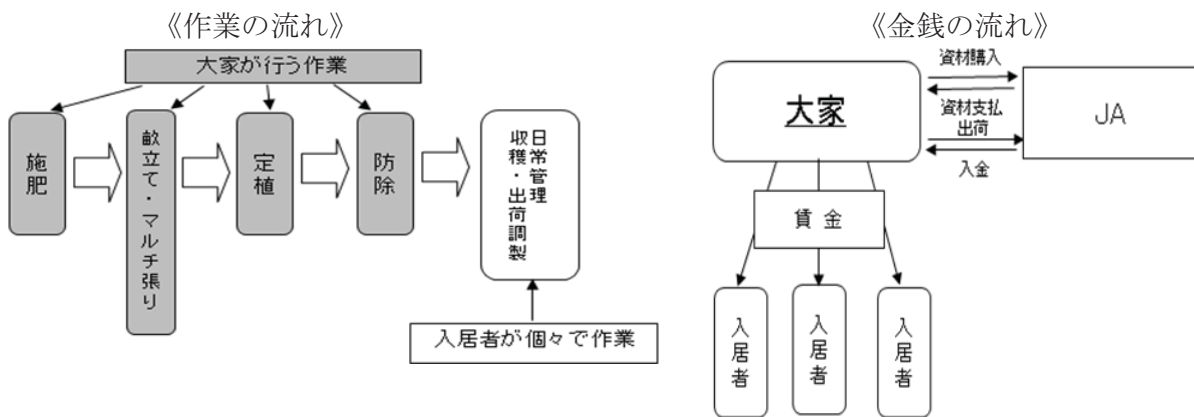 《作業の流れ》
大家が行う作業
施肥
畝立て・マルチ張り
定植
防除
日常管理
収穫・出荷調製
入居者が個々で作業
《金銭の流れ》
大家
資材購入
資材支払
出荷
入金
JA
賃金
入居者
入居者
入居者